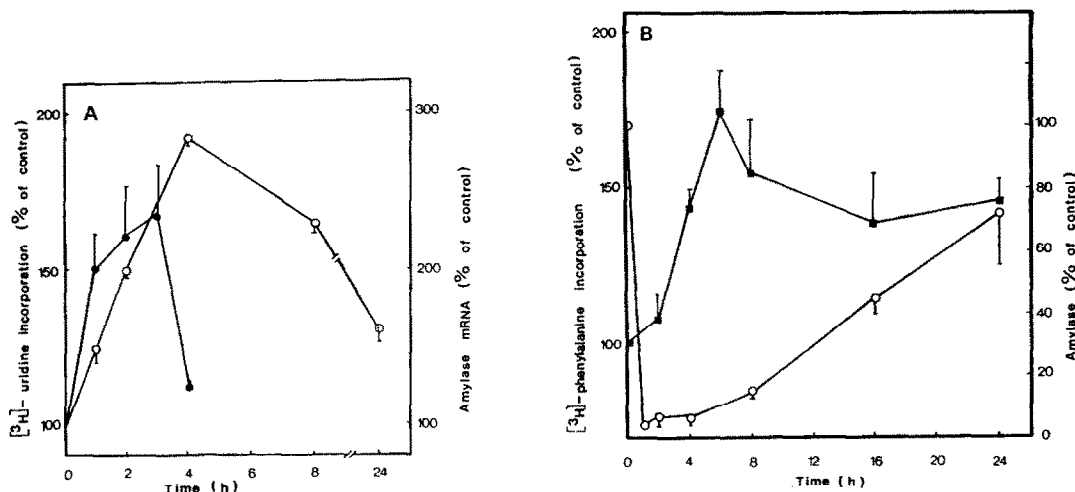 A
[³H]- uridine incorporation (% of control)
200
150
100
300
200
100
Amylase mRNA (% of control)
0 2 4 6 8 24
Time (h)
B
[³H]-phenylalanine incorporation (% of control)
200
150
100
100
80
60
40
20
0
Amylase (% of control)
0 4 8 12 16 20 24
Time (h)